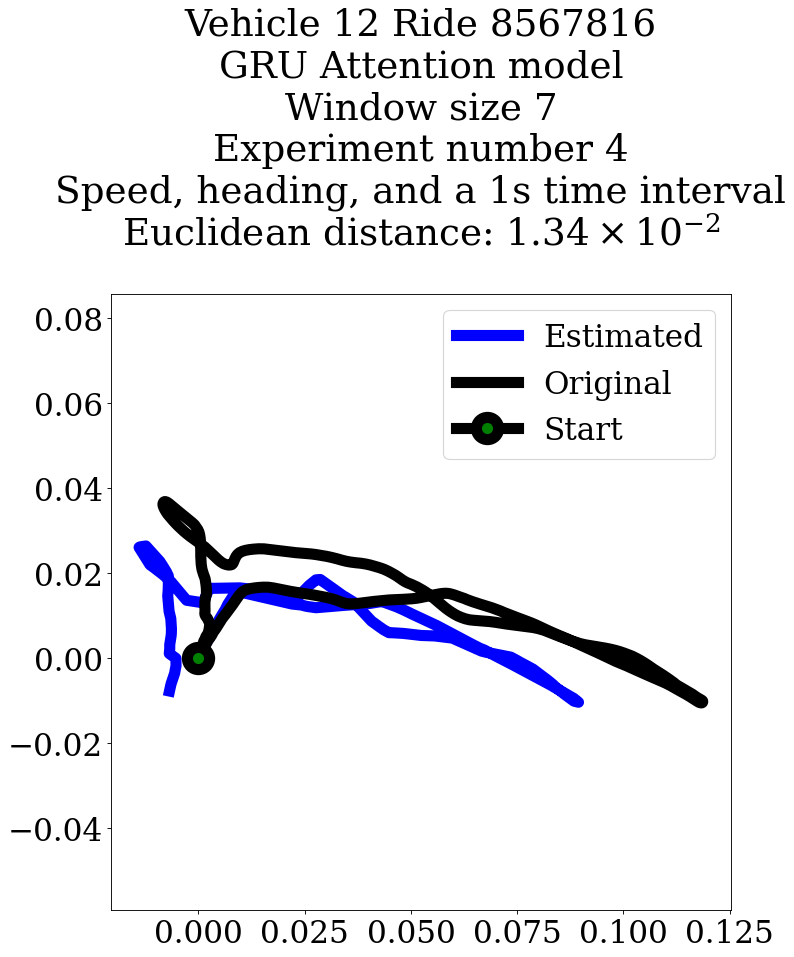 Vehicle 12 Ride 8567816
GRU Attention model
Window size 7
Experiment number 4
Speed, heading, and a 1s time interval
Euclidean distance: 1.34 × 10⁻²
Estimated
Original
Start
0.08
0.06
0.04
0.02
0.00
−0.02
−0.04
0.000 0.025 0.050 0.075 0.100 0.125